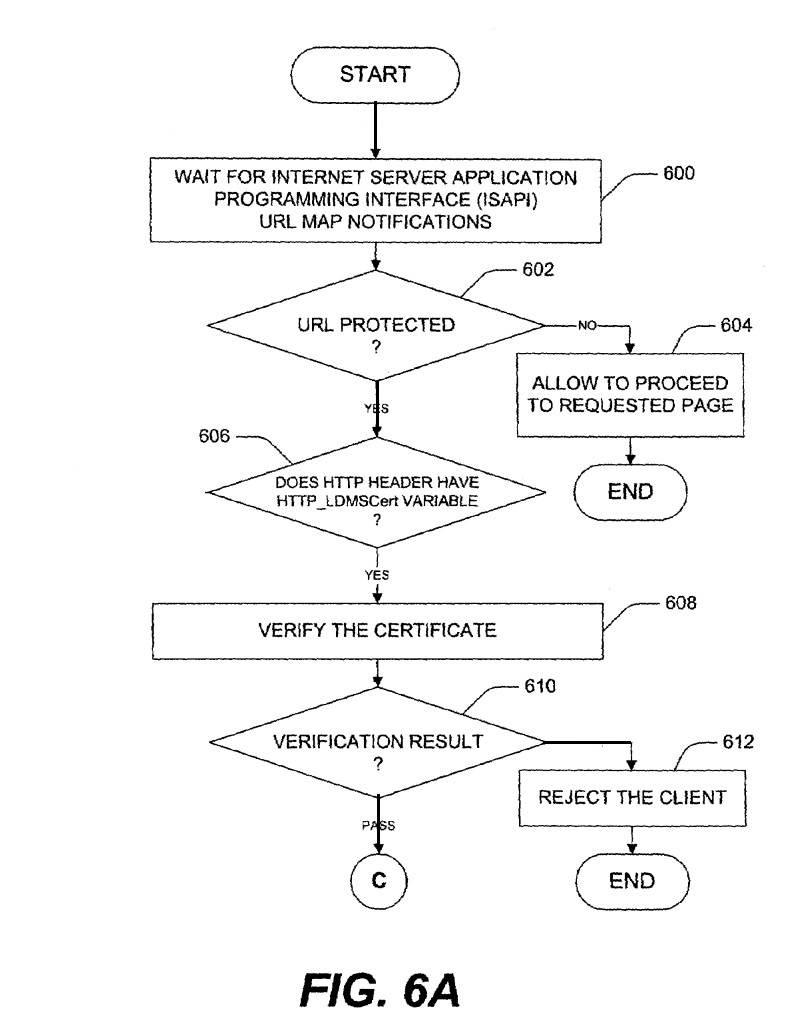 START
WAIT FOR INTERNET SERVER APPLICATION
PROGRAMMING INTERFACE (ISAPI)
URL MAP NOTIFICATIONS
600
602
URL PROTECTED
?
NO
604
ALLOW TO PROCEED
TO REQUESTED PAGE
YES
END
606
DOES HTTP HEADER HAVE
HTTP_LDMSCert VARIABLE
?
YES
608
VERIFY THE CERTIFICATE
610
VERIFICATION RESULT
?
612
REJECT THE CLIENT
PASS
C
END
FIG. 6A